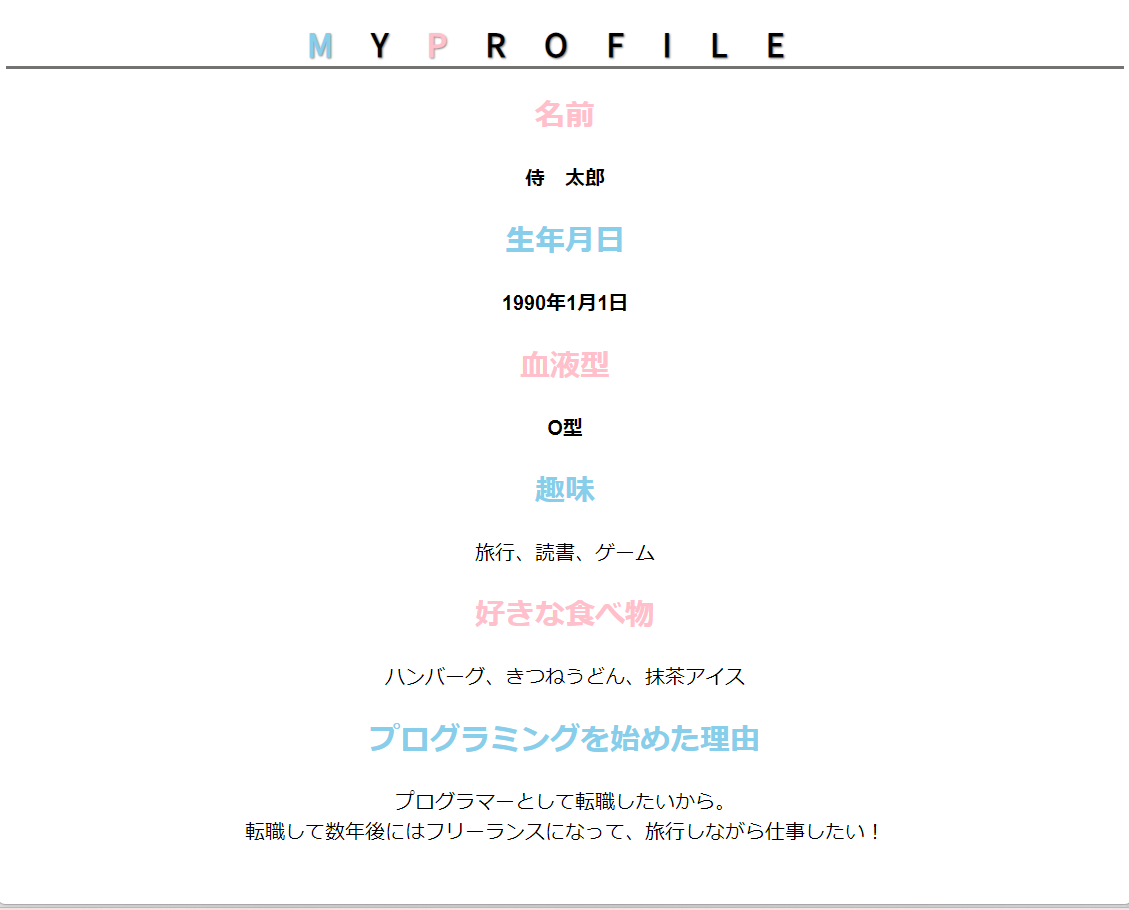 MYPROFILE
名前
侍　太郎
生年月日
1990年1月1日
血液型
O型
趣味
旅行、読書、ゲーム
好きな食べ物
ハンバーグ、きつねうどん、抹茶アイス
プログラミングを始めた理由
プログラマーとして転職したいから。
転職して数年後にはフリーランスになって、旅行しながら仕事したい！